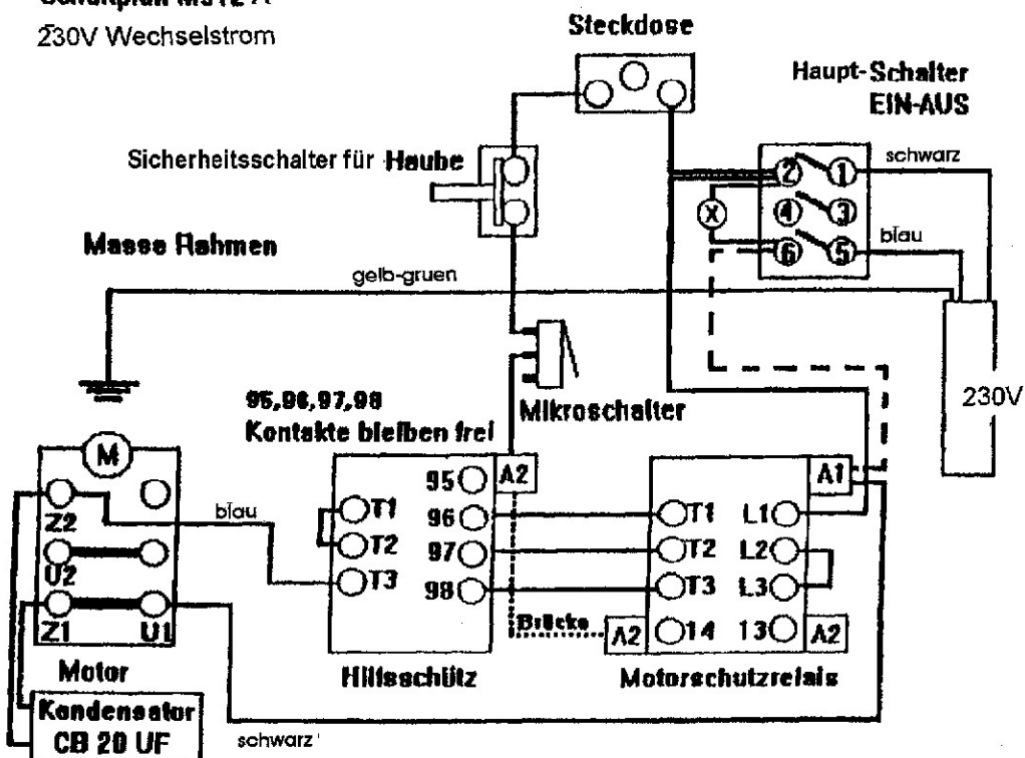 230V Wechselstrom
Steckdose
Haupt-Schalter
EIN-AUS
Sicherheitsschalter für Haube
schwarz
2 1
X
4 3
6 5
blau
Masse Rahmen
gelb-gruen
Mikroschalter
230V
95,96,97,98
Kontakte bleiben frei
M
Z2
U2
Z1 U1
Motor
blau
95 A2
T1 96
T2 97
T3 98
Hilfsschütz
Brücke
A1
T1 L1
T2 L2
T3 L3
A2 14 13 A2
Motorschutzrelais
Kondensator
CB 20 UF
schwarz